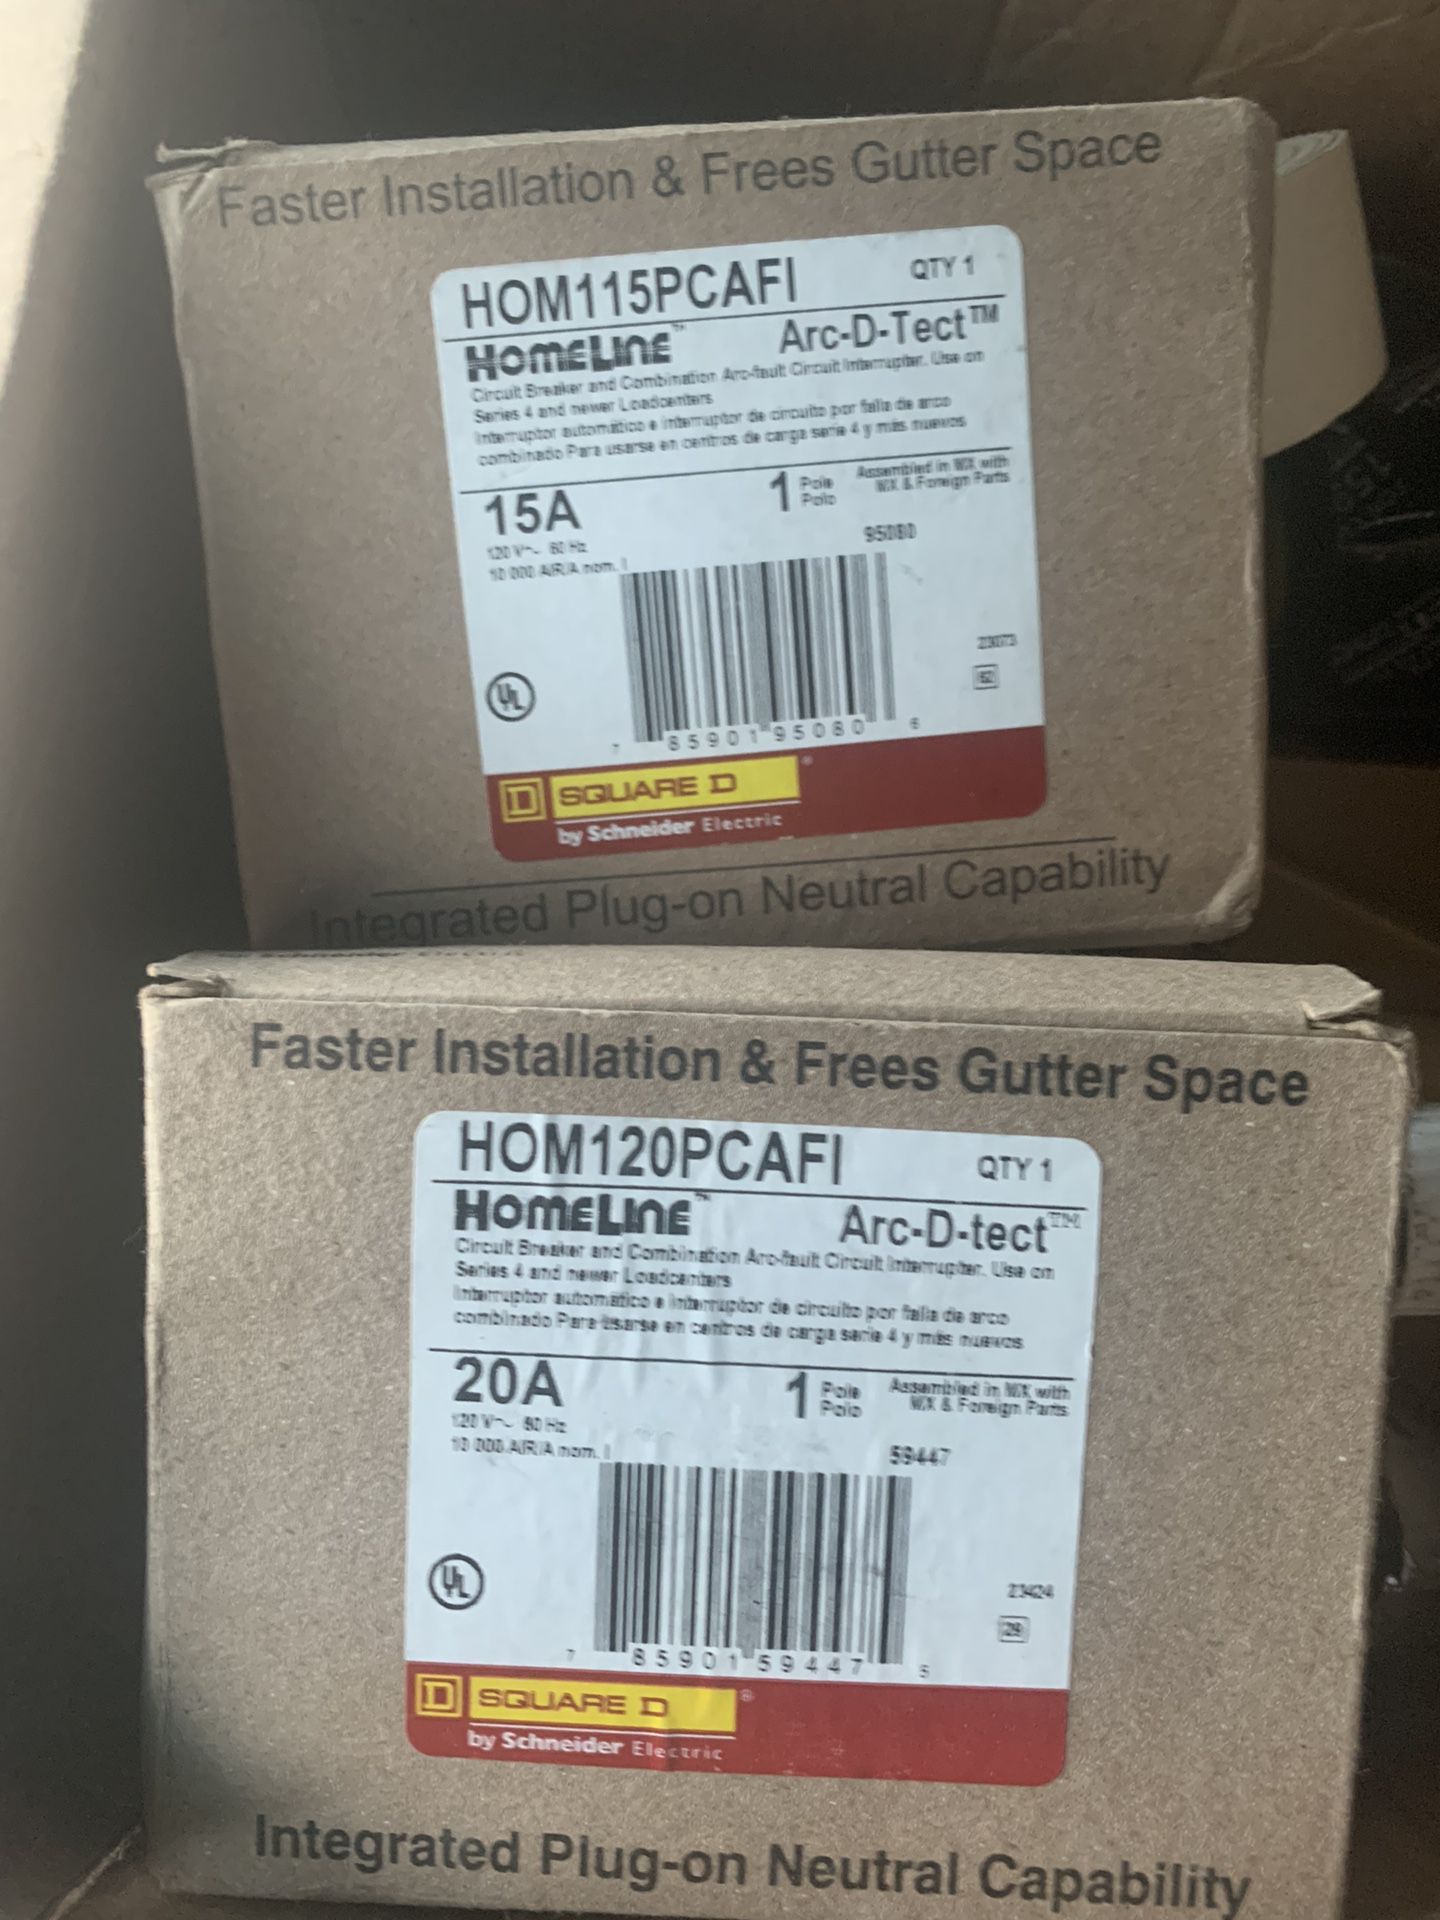 Faster Installation & Frees Gutter Space
HOM115PCAFI QTY 1
HOMELINE™ Arc-D-Tect™
Circuit Breaker and Combination Arc-fault Circuit Interrupter. Use on
Series 4 and newer Loadcenters
Interruptor automático e interruptor de circuito por falla de arco
combinado Para usarse en centros de carga serie 4 y más nuevos
15A 1 Pole Assembled in MX with
Polo MX & Foreign Parts
120 V~ 60 Hz 95080
10 000 AIR/A nom. I
23073
UL
7 85901 95080 6
D SQUARE D®
by Schneider Electric
Integrated Plug-on Neutral Capability
Faster Installation & Frees Gutter Space
HOM120PCAFI QTY 1
HOMELINE™ Arc-D-tect™
Circuit Breaker and Combination Arc-fault Circuit Interrupter. Use on
Series 4 and newer Loadcenters
Interruptor automático e Interruptor de circuito por falla de arco
combinado Para usarse en centros de carga serie 4 y más nuevos
20A 1 Pole Assembled in MX with
Polo MX & Foreign Parts
120 V~ 60 Hz
10 000 AIR/A nom. I 59447
23424
UL 29
7 85901 59447 5
D SQUARE D®
by Schneider Electric
Integrated Plug-on Neutral Capability